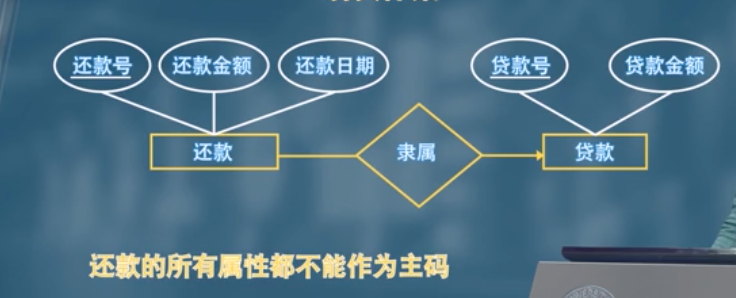 还款号 还款金额 还款日期 贷款号 贷款金额
还款 隶属 贷款
还款的所有属性都不能作为主码